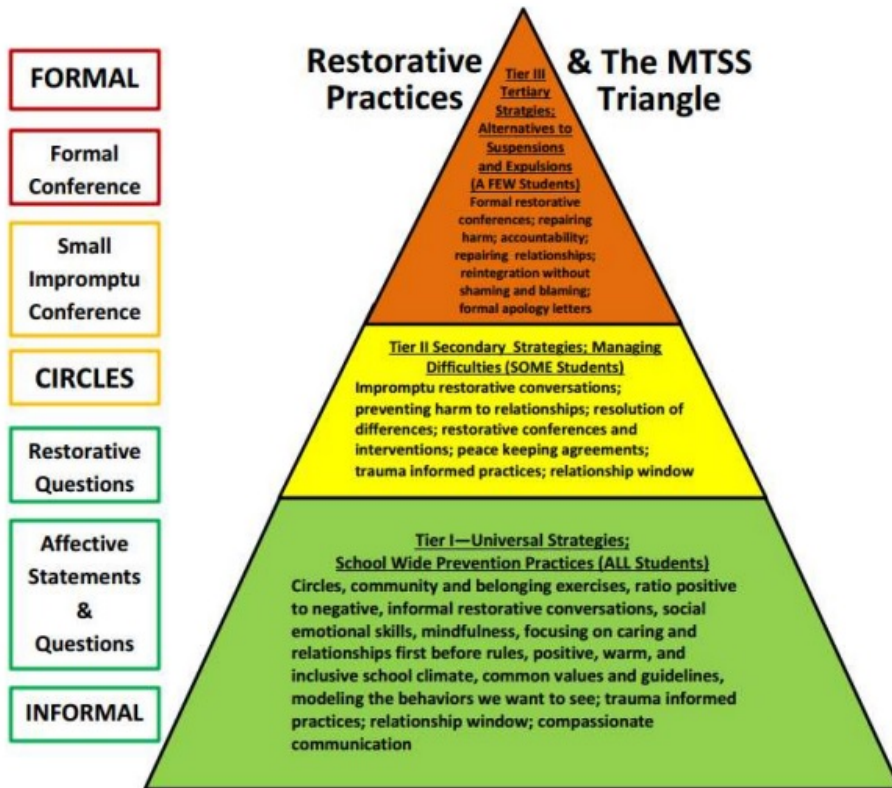 Restorative
Practices
& The MTSS
Triangle
FORMAL
Formal
Conference
Small
Impromptu
Conference
CIRCLES
Restorative
Questions
Affective
Statements
&
Questions
INFORMAL
Tier III
Tertiary
Stratgies;
Alternatives to
Suspensions
and Expulsions
(A FEW Students)
Formal restorative
conferences; repairing
harm; accountability;
repairing relationships;
reintegration without
shaming and blaming;
formal apology letters
Tier II Secondary Strategies; Managing
Difficulties (SOME Students)
Impromptu restorative conversations;
preventing harm to relationships; resolution of
differences; restorative conferences and
interventions; peace keeping agreements;
trauma informed practices; relationship window
Tier I—Universal Strategies;
School Wide Prevention Practices (ALL Students)
Circles, community and belonging exercises, ratio positive
to negative, informal restorative conversations, social
emotional skills, mindfulness, focusing on caring and
relationships first before rules, positive, warm, and
inclusive school climate, common values and guidelines,
modeling the behaviors we want to see; trauma informed
practices; relationship window; compassionate
communication